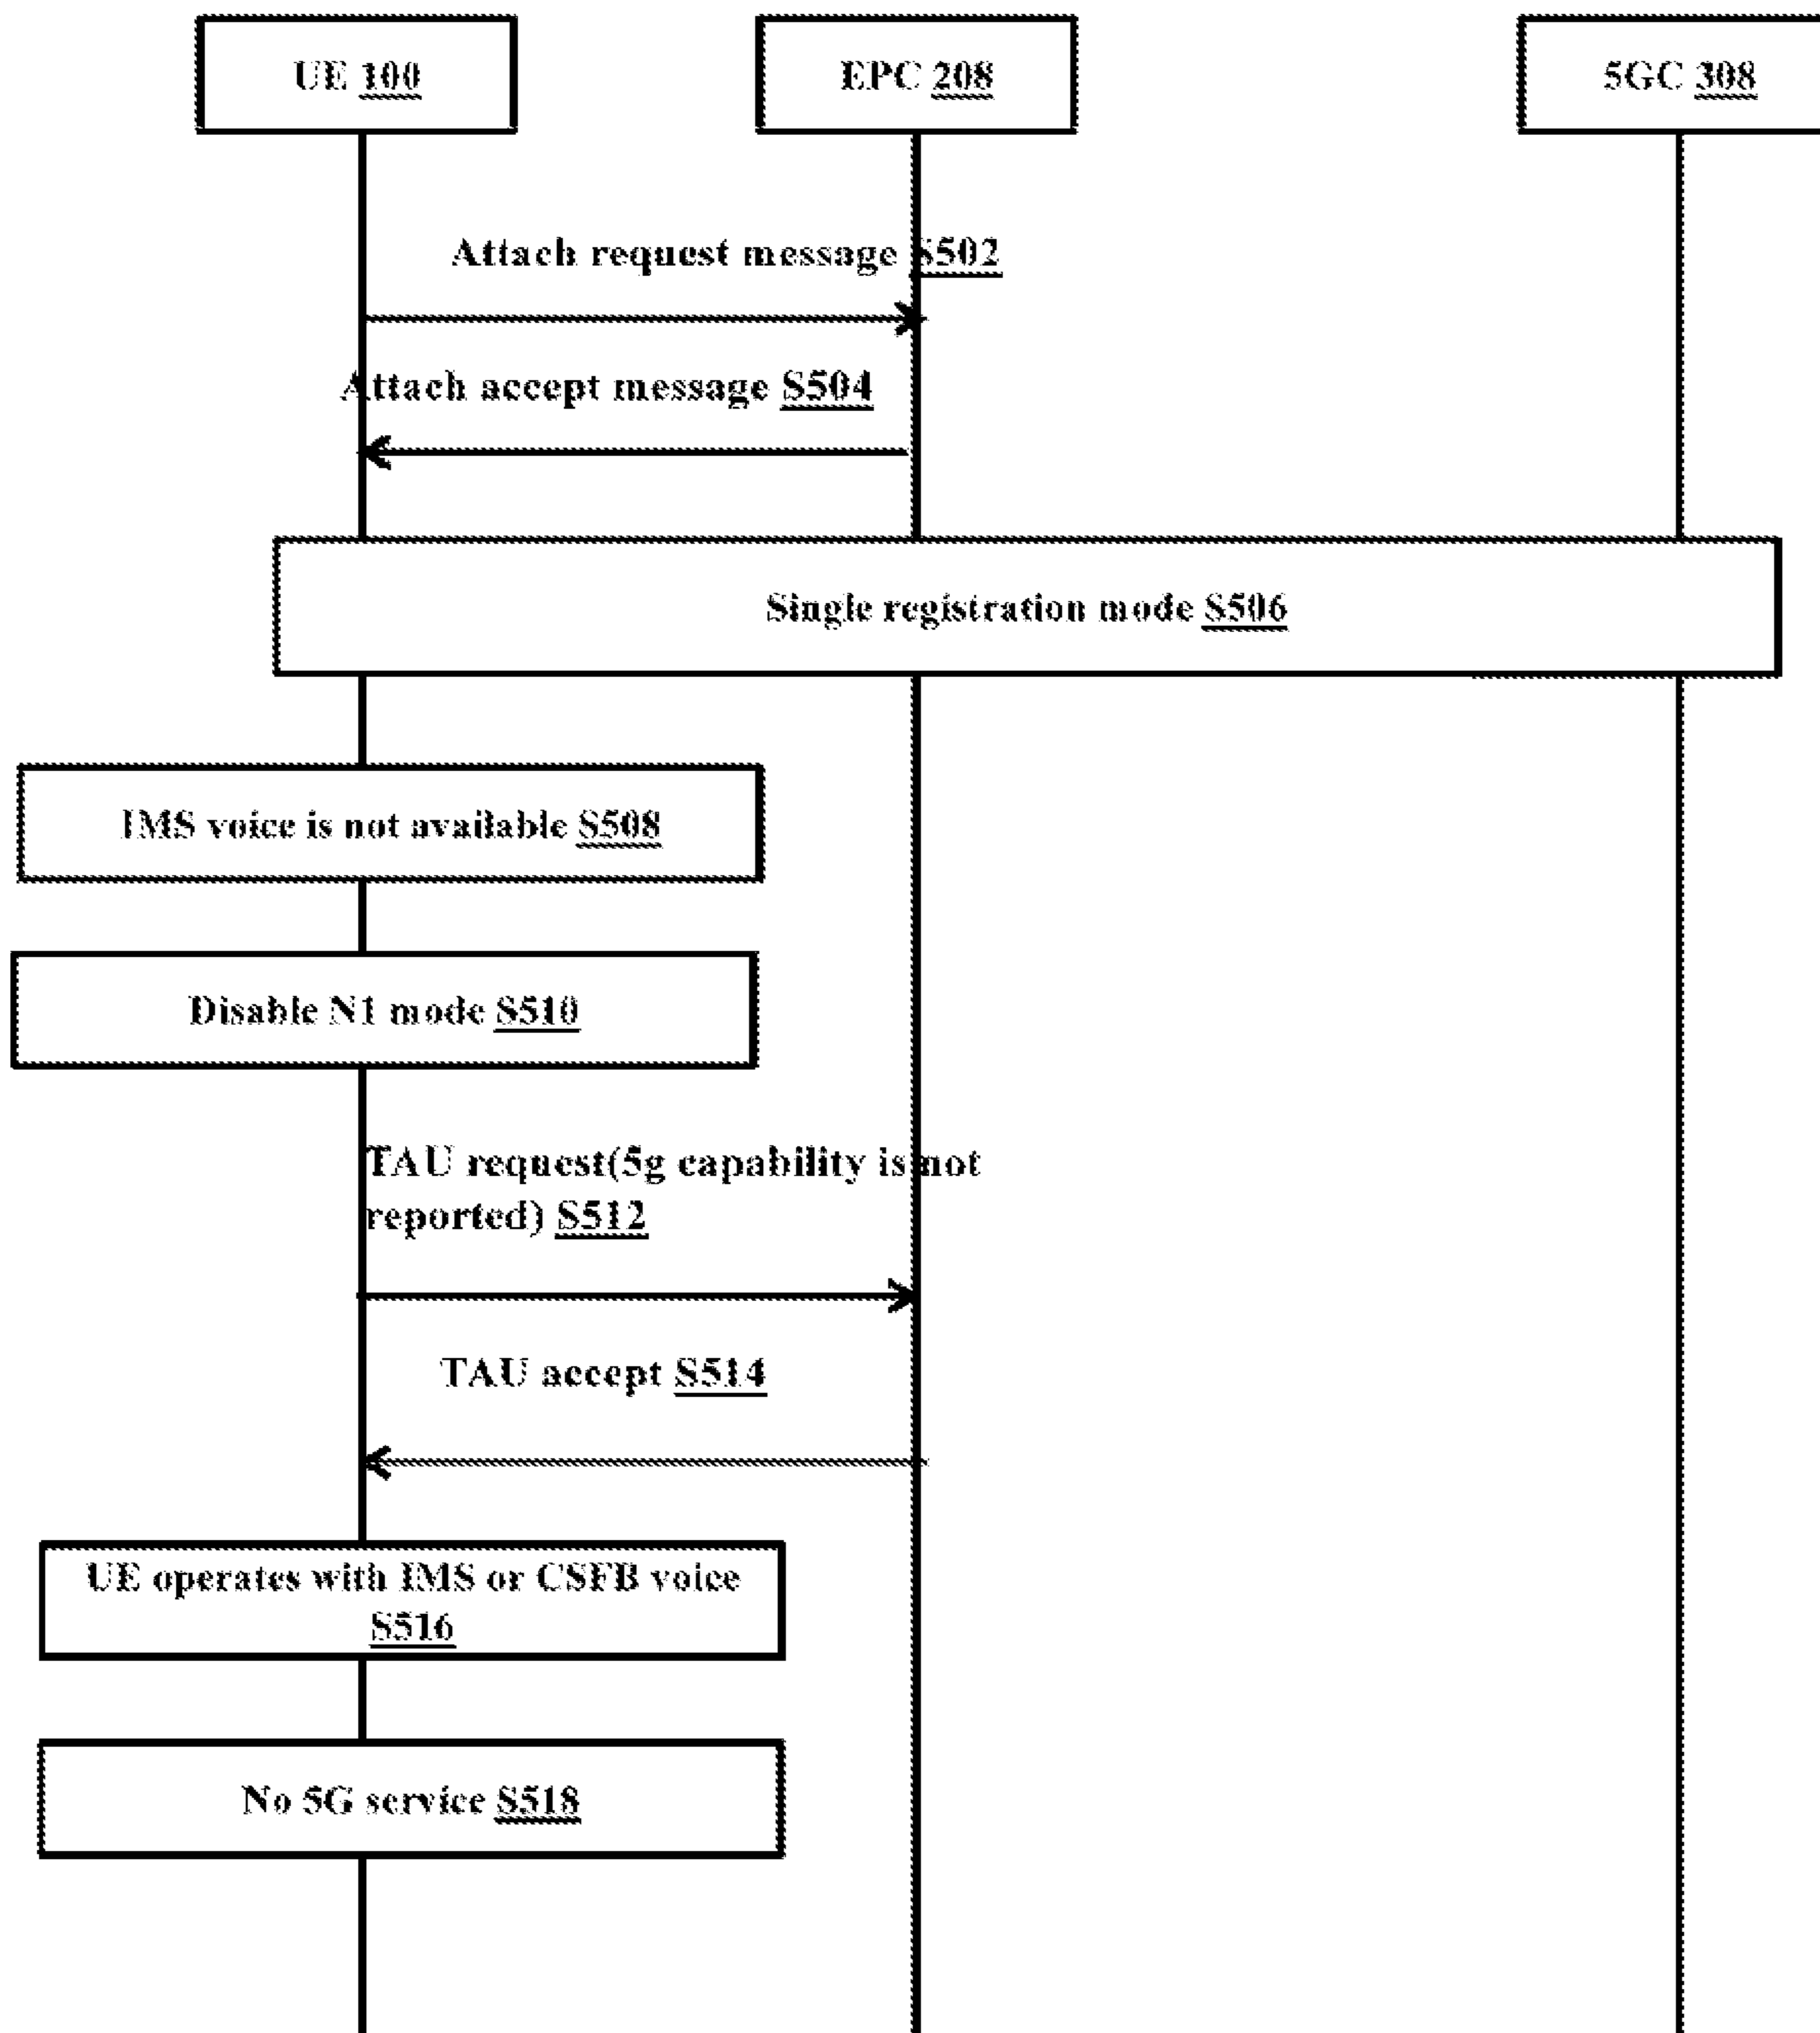 UE 100
EPC 208
5GC 308
Attach request message S502
Attach accept message S504
Single registration mode S506
IMS voice is not available S508
Disable N1 mode S510
TAU request(5g capability is not
reported) S512
TAU accept S514
UE operates with IMS or CSFB voice
S516
No 5G service S518